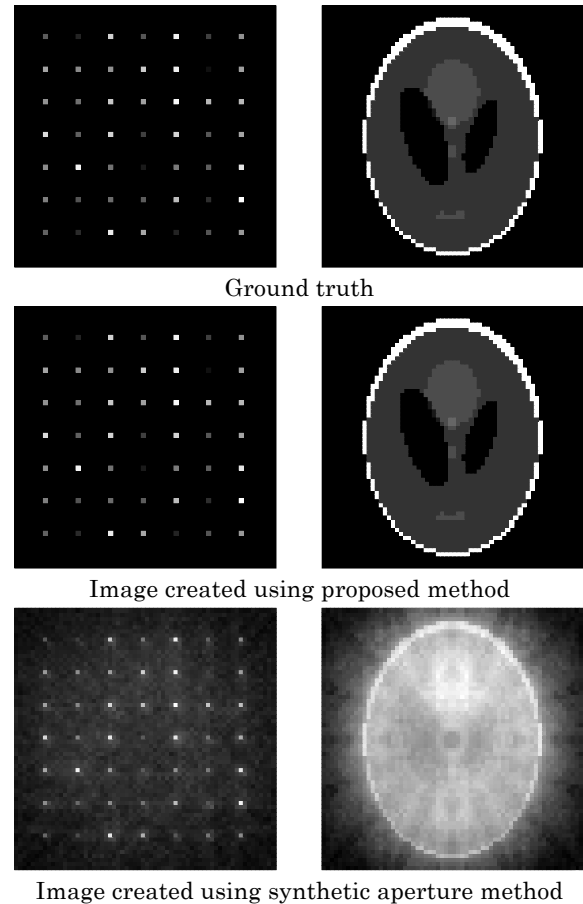 Ground truth
Image created using proposed method
Image created using synthetic aperture method